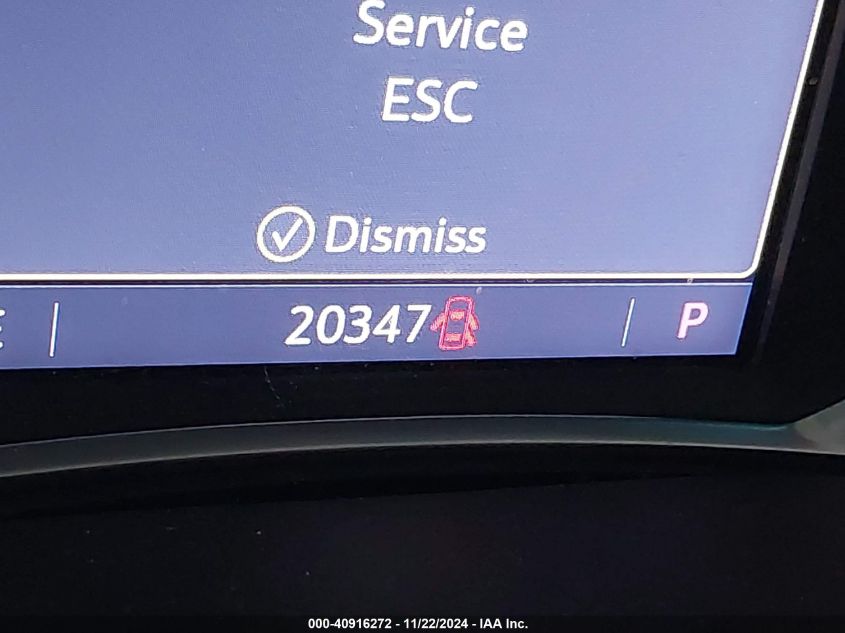 Service
ESC
Dismiss
20347 P
000-40916272 - 11/22/2024 - IAA Inc.